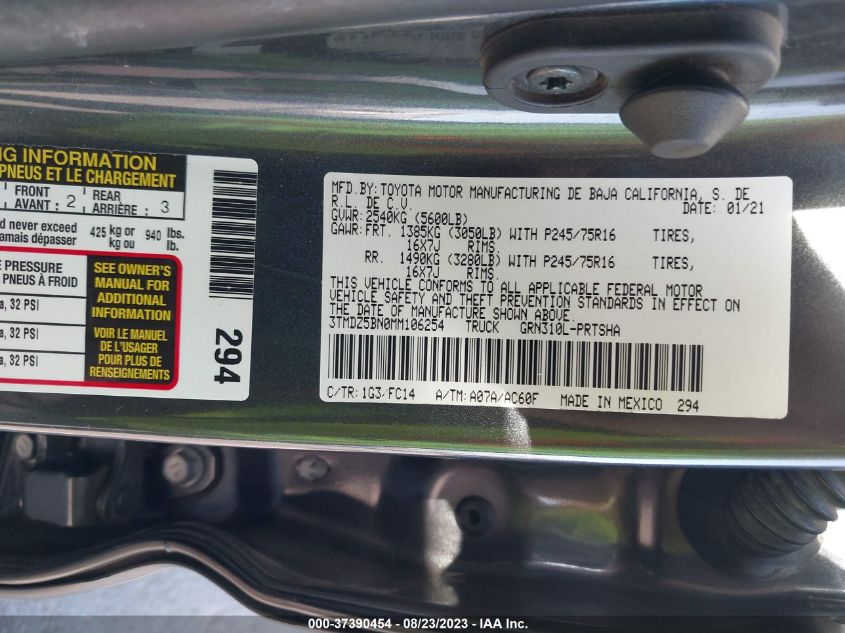 NG INFORMATION
PNEUS ET LE CHARGEMENT
FRONT
AVANT : 2
REAR
ARRIÈRE : 3
d never exceed
amais dépasser
425 kg or
kg ou
940 lbs.
lb.
E PRESSURE
PNEUS À FROID
a, 32 PSI
a, 32 PSI
a, 32 PSI
SEE OWNER'S
MANUAL FOR
ADDITIONAL
INFORMATION
VOIR LE MANUEL
DE L'USAGER
POUR PLUS DE
RENSEIGNEMENTS
294
MFD.BY:TOYOTA MOTOR MANUFACTURING DE BAJA CALIFORNIA, S. DE
R.L. DE C.V. DATE: 01/21
GVWR:2540KG (5600LB)
GAWR:FRT. 1385KG (3050LB) WITH P245/75R16 TIRES,
16X7J RIMS.
RR. 1490KG (3280LB) WITH P245/75R16 TIRES,
16X7J RIMS.
THIS VEHICLE CONFORMS TO ALL APPLICABLE FEDERAL MOTOR
VEHICLE SAFETY AND THEFT PREVENTION STANDARDS IN EFFECT ON
THE DATE OF MANUFACTURE SHOWN ABOVE.
3TMDZ5BN0MM106254 TRUCK GRN310L-PRTSHA
C/TR:1G3/FC14 A/TM:A07A/AC60F MADE IN MEXICO 294
000-37390454 - 08/23/2023 - IAA Inc.